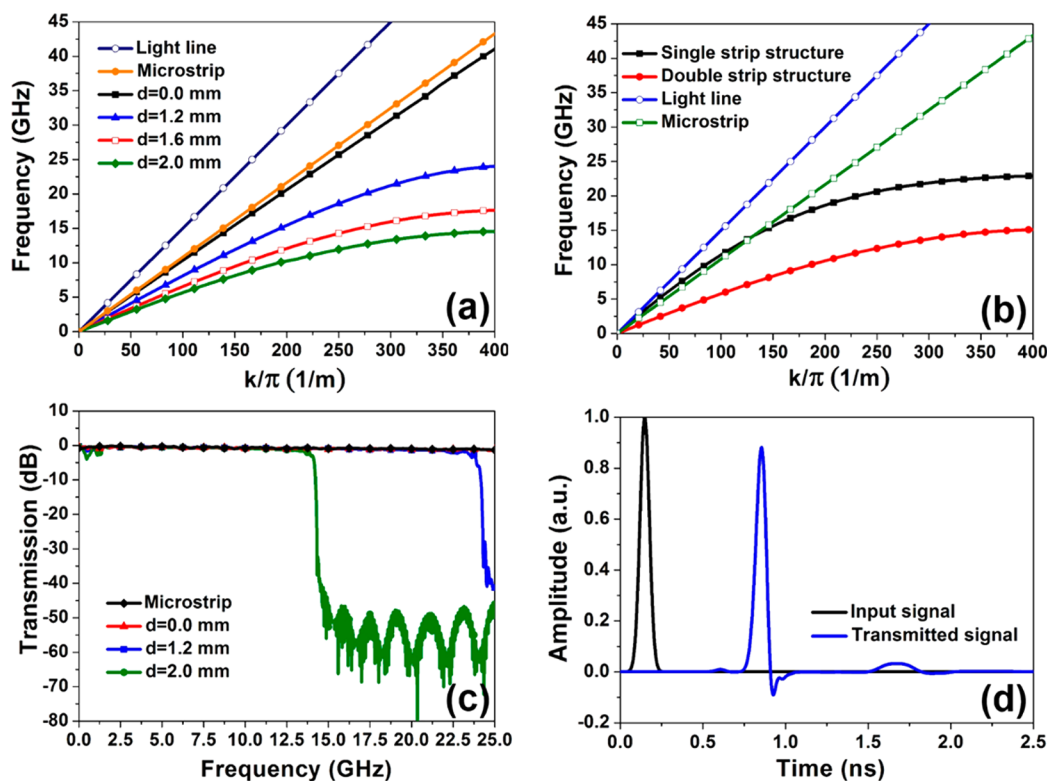 (a)
45
40
35
30
25
20
15
10
5
0
Frequency (GHz)
Light line
Microstrip
d=0.0 mm
d=1.2 mm
d=1.6 mm
d=2.0 mm
0 50 100 150 200 250 300 350 400
k/π (1/m)
(b)
45
40
35
30
25
20
15
10
5
0
Frequency (GHz)
Single strip structure
Double strip structure
Light line
Microstrip
0 50 100 150 200 250 300 350 400
k/π (1/m)
(c)
10
0
-10
-20
-30
-40
-50
-60
-70
-80
Transmission (dB)
Microstrip
d=0.0 mm
d=1.2 mm
d=2.0 mm
0.0 2.5 5.0 7.5 10.0 12.5 15.0 17.5 20.0 22.5 25.0
Frequency (GHz)
(d)
1.0
0.8
0.6
0.4
0.2
0.0
-0.2
Amplitude (a.u.)
Input signal
Transmitted signal
0.0 0.5 1.0 1.5 2.0 2.5
Time (ns)